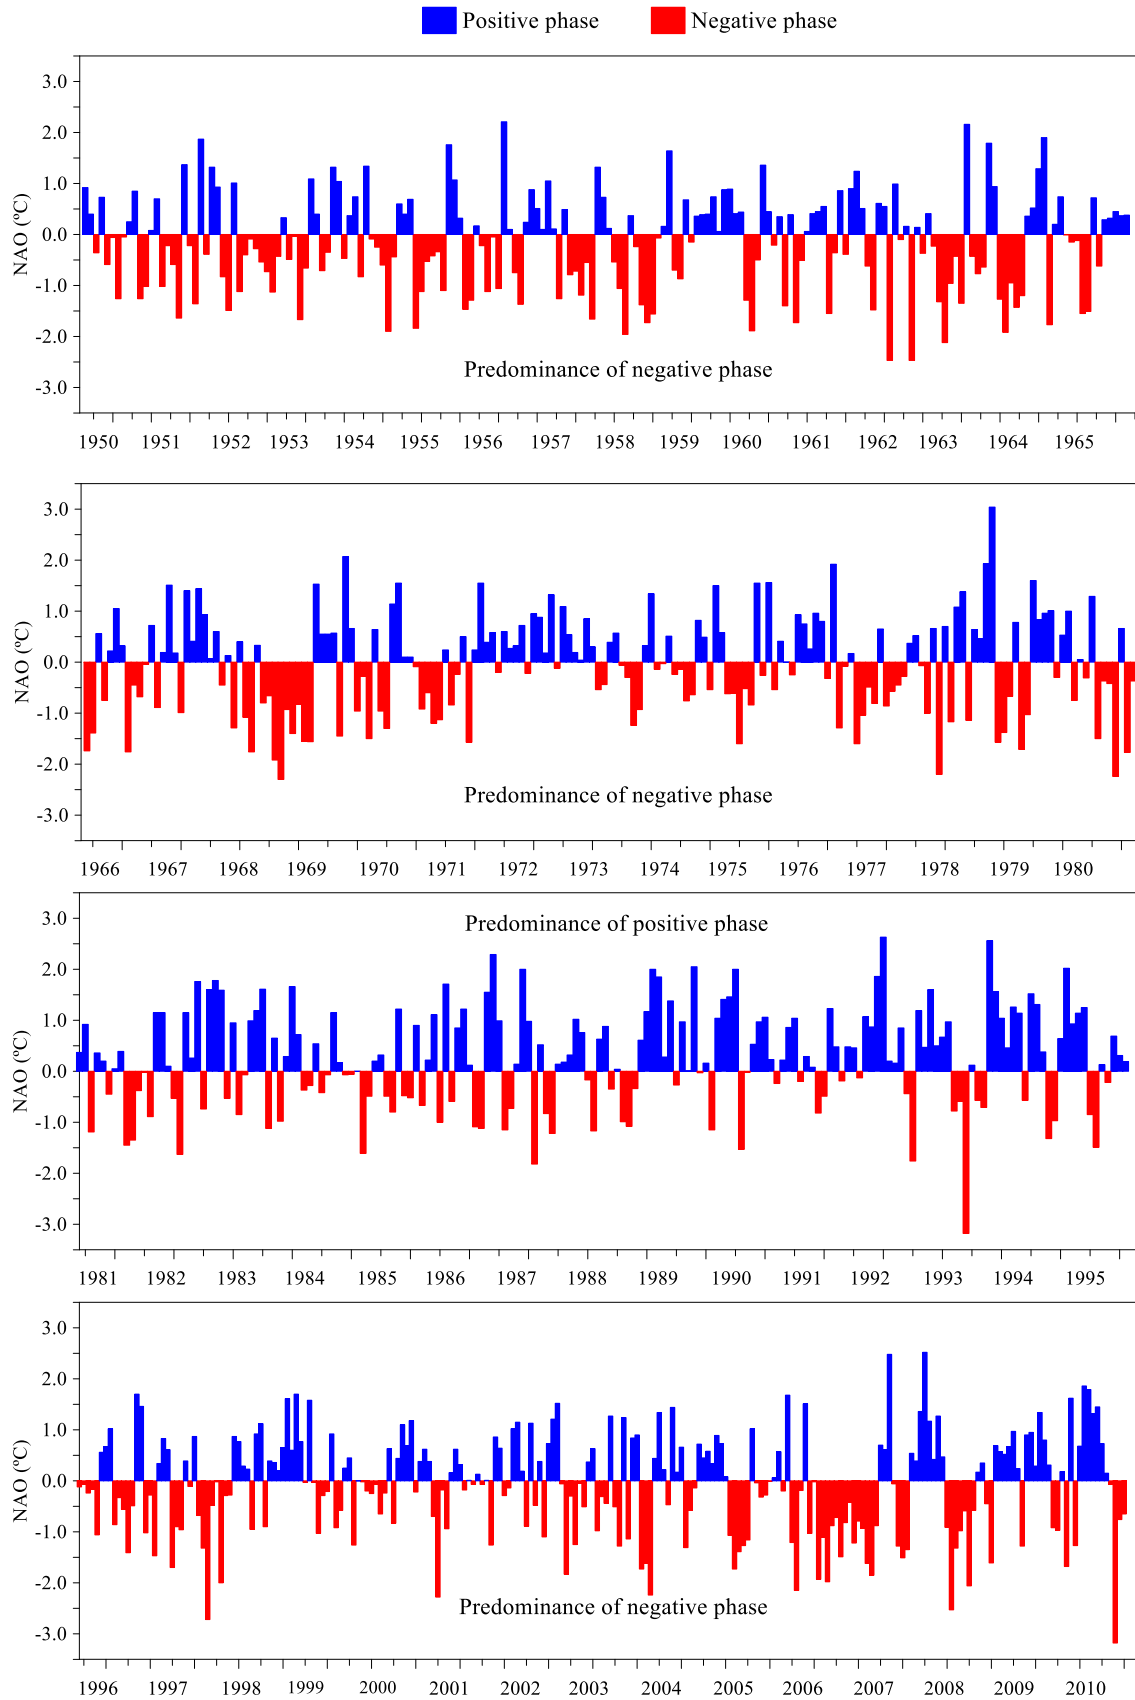 Positive phase Negative phase
3.0
2.0
1.0
0.0
-1.0
-2.0
-3.0
NAO (ºC)
Predominance of negative phase
1950 1951 1952 1953 1954 1955 1956 1957 1958 1959 1960 1961 1962 1963 1964 1965
3.0
2.0
1.0
0.0
-1.0
-2.0
-3.0
NAO (ºC)
Predominance of negative phase
1966 1967 1968 1969 1970 1971 1972 1973 1974 1975 1976 1977 1978 1979 1980
Predominance of positive phase
3.0
2.0
1.0
0.0
-1.0
-2.0
-3.0
NAO (ºC)
1981 1982 1983 1984 1985 1986 1987 1988 1989 1990 1991 1992 1993 1994 1995
3.0
2.0
1.0
0.0
-1.0
-2.0
-3.0
NAO (ºC)
Predominance of negative phase
1996 1997 1998 1999 2000 2001 2002 2003 2004 2005 2006 2007 2008 2009 2010